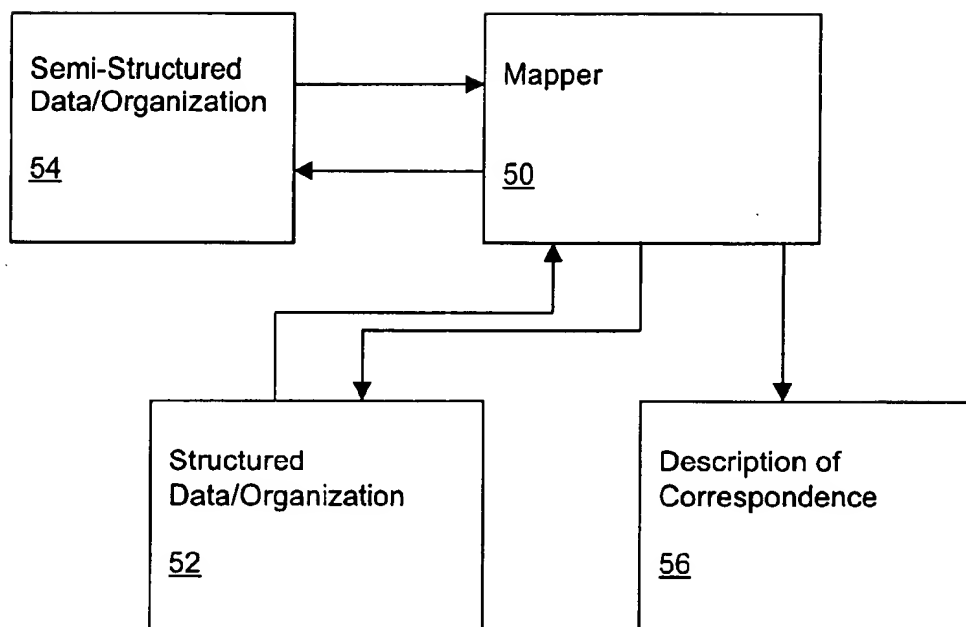 Semi-Structured
Data/Organization
54
Mapper
50
Structured
Data/Organization
52
Description of
Correspondence
56